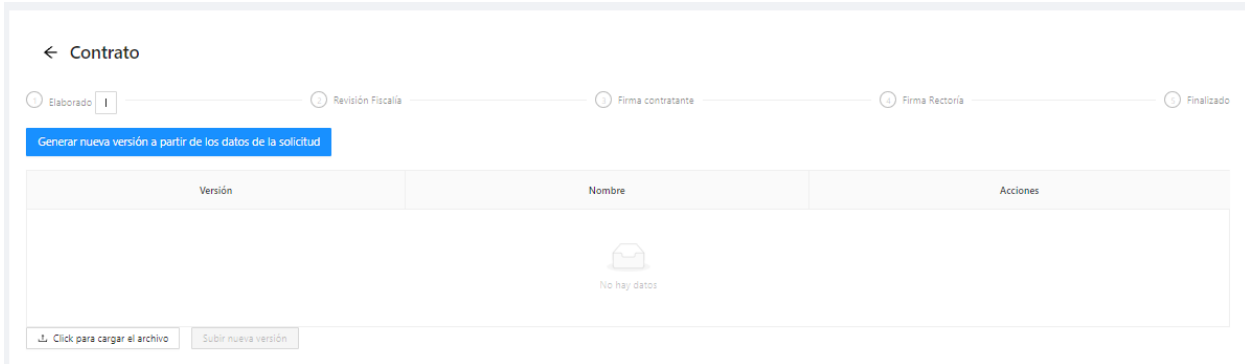 ← Contrato
1 Elaborado I 2 Revisión Fiscalía 3 Firma contratante 4 Firma Rectoría 5 Finalizado
Generar nueva versión a partir de los datos de la solicitud
Versión Nombre Acciones
No hay datos
Click para cargar el archivo Subir nueva versión